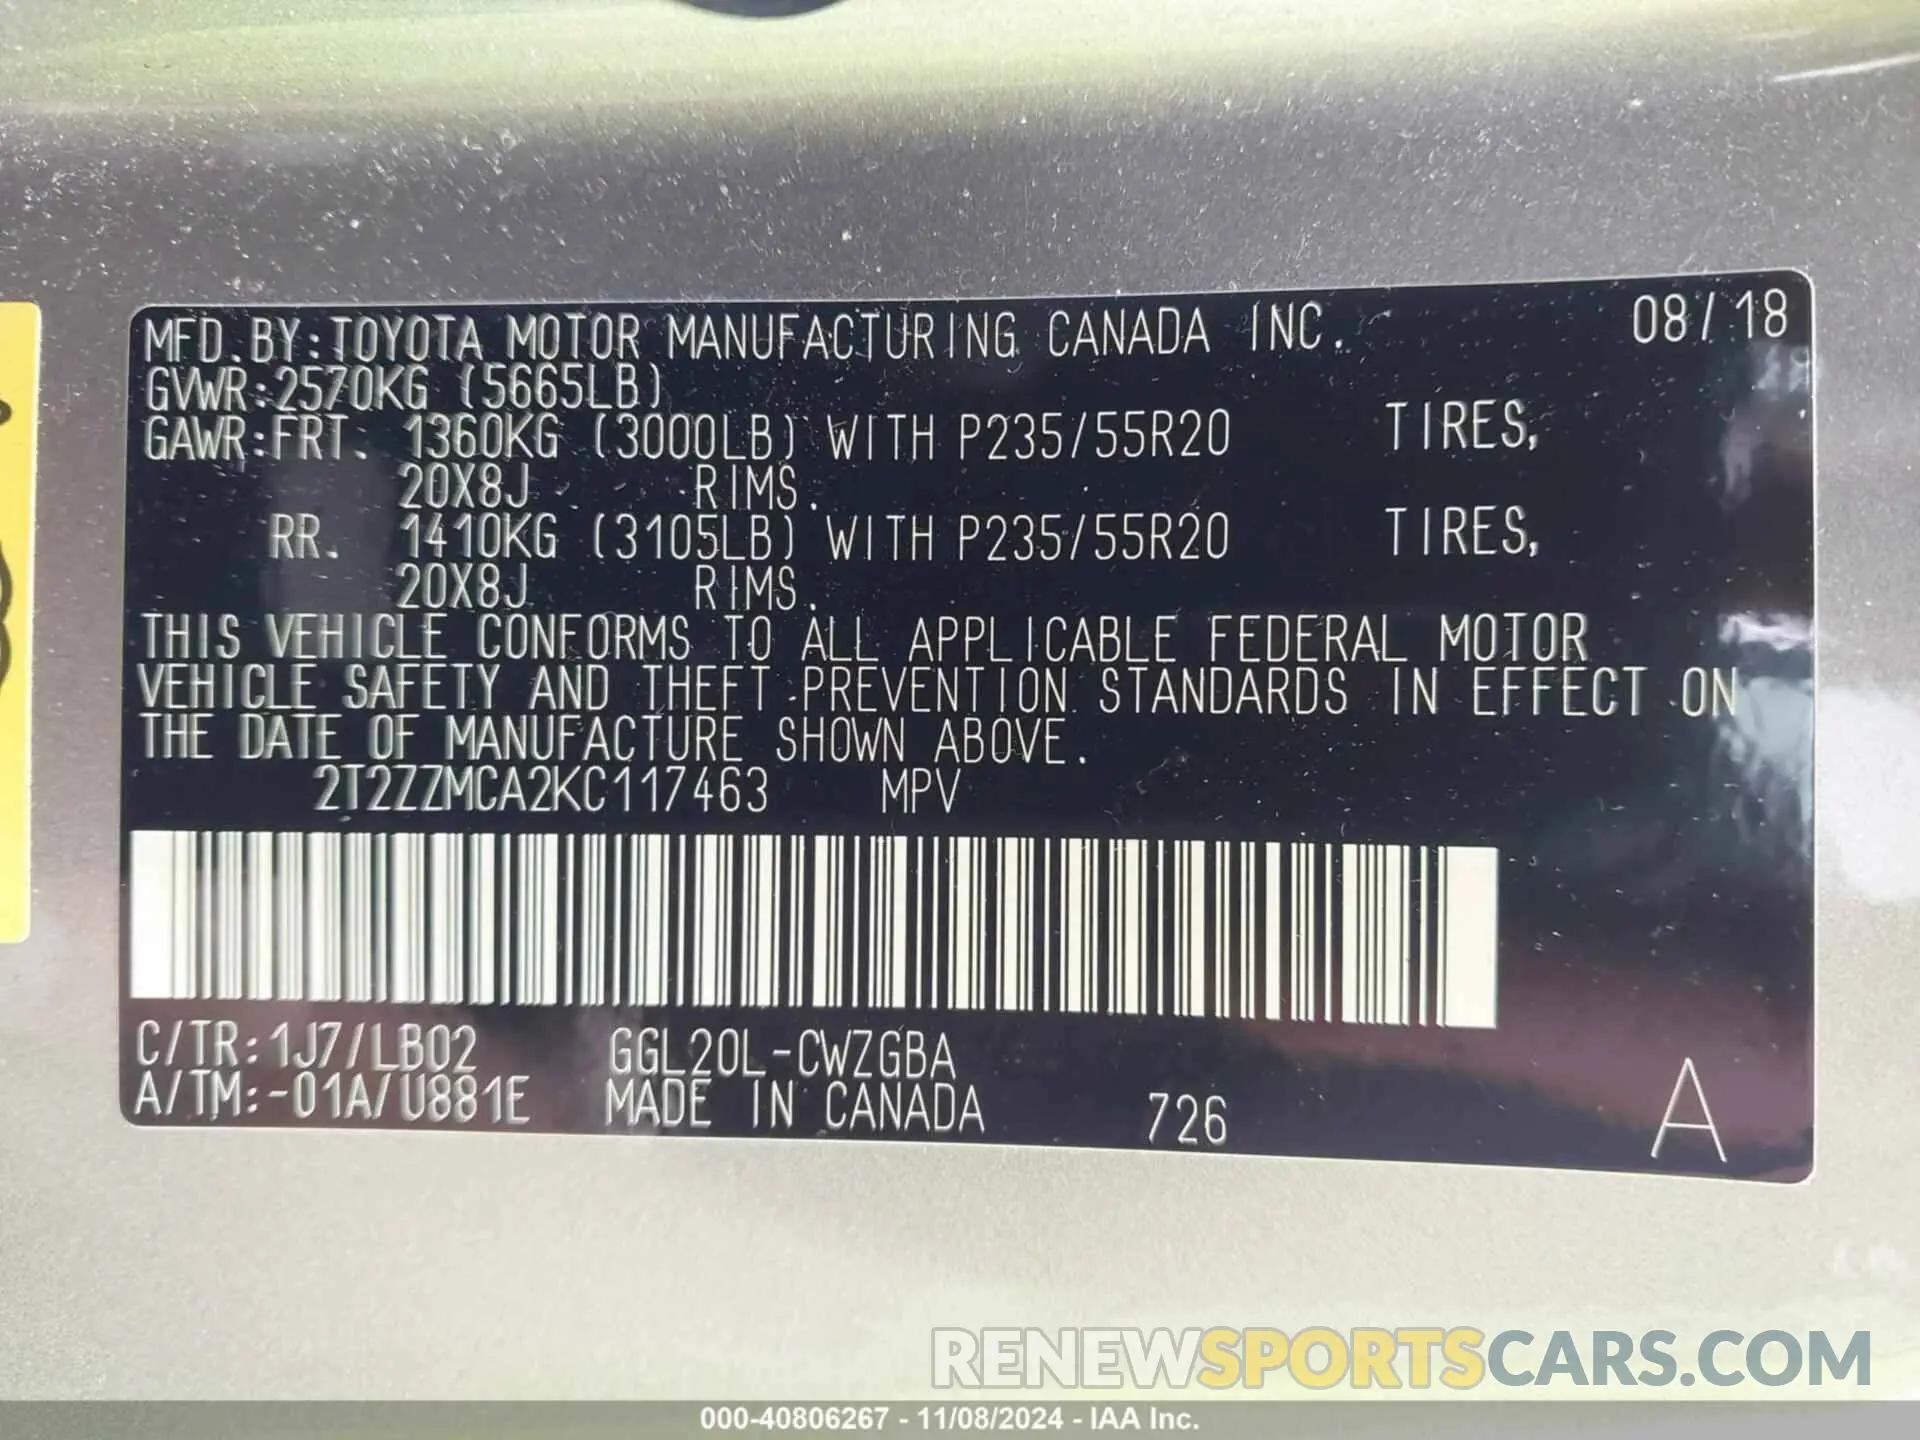 MFD. BY: TOYOTA MOTOR MANUFACTURING CANADA INC. 08/18
GVWR: 2570KG (5665LB)
GAWR: FRT. 1360KG (3000LB) WITH P235/55R20 TIRES,
20X8J RIMS.
RR. 1410KG (3105LB) WITH P235/55R20 TIRES,
20X8J RIMS.
THIS VEHICLE CONFORMS TO ALL APPLICABLE FEDERAL MOTOR
VEHICLE SAFETY AND THEFT PREVENTION STANDARDS IN EFFECT ON
THE DATE OF MANUFACTURE SHOWN ABOVE.
2T2ZZMCA2KC117463 MPV
C/TR: 1J7/LB02 GGL20L-CWZGBA
A/TM: -01A/U881E MADE IN CANADA 726 A
RENEWSPORTSCARS.COM
000-40806267 - 11/08/2024 - IAA Inc.